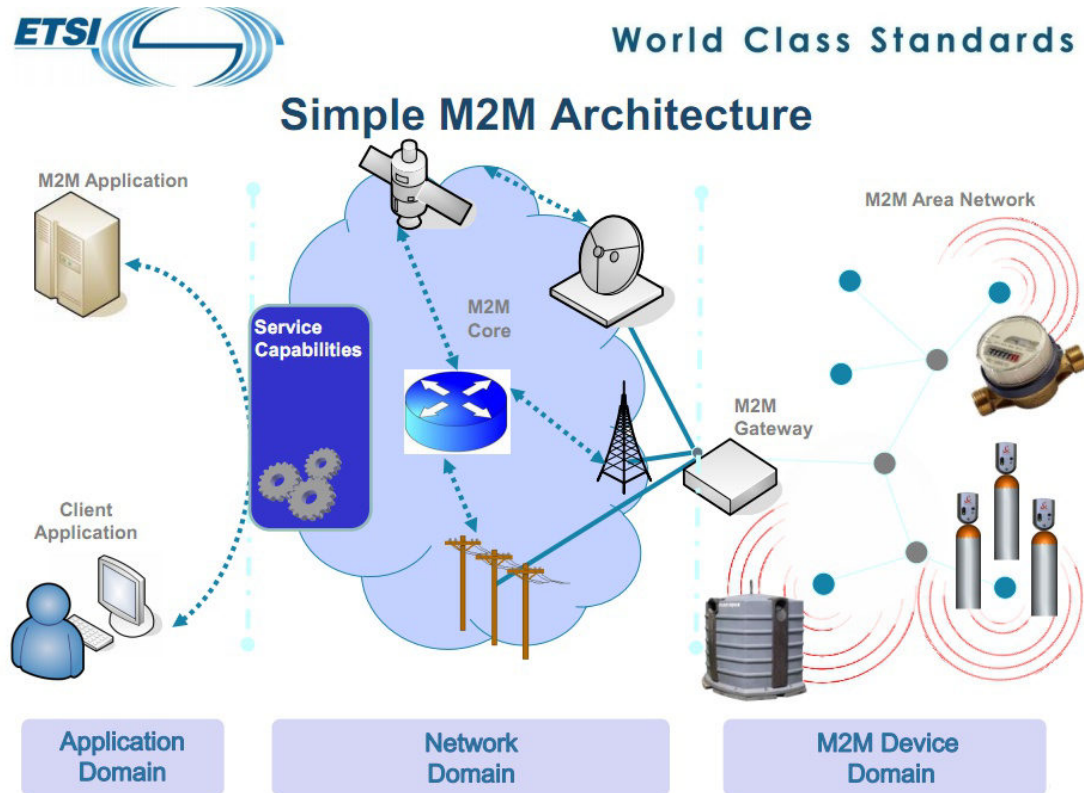 ETSI
World Class Standards
Simple M2M Architecture
M2M Application
M2M Area Network
Service
Capabilities
M2M
Core
M2M
Gateway
Client
Application
Application
Domain
Network
Domain
M2M Device
Domain